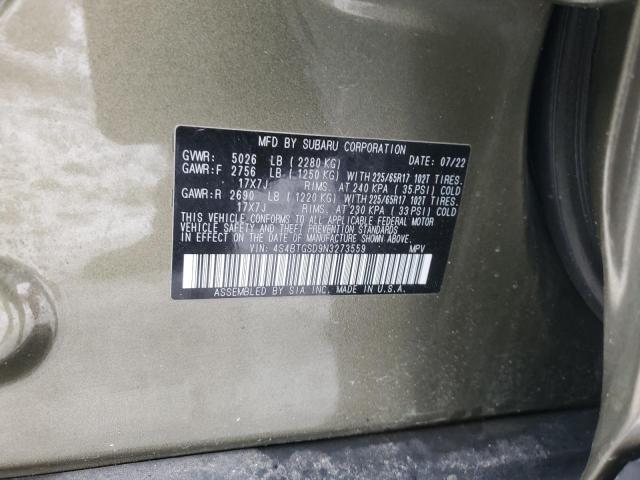 MFD BY SUBARU CORPORATION
GVWR: 5026 LB ( 2280 KG) DATE: 07/22
GAWR:F 2756 LB ( 1250 KG) WITH 225/65R17 102T TIRES.
17X7J RIMS. AT 240 KPA ( 35 PSI) COLD
GAWR:R 2690 LB ( 1220 KG) WITH 225/65R17 102T TIRES.
17X7J RIMS. AT 230 KPA ( 33 PSI) COLD
THIS VEHICLE CONFORMS TO ALL APPLICABLE FEDERAL MOTOR
VEHICLE SAFETY AND THEFT PREVENTION STANDARDS
IN EFFECT ON THE DATE OF MANUFACTURE SHOWN ABOVE.
VIN: 4S4BTGSD9N3273559 MPV
ASSEMBLED BY SIA INC. MADE IN U.S.A.